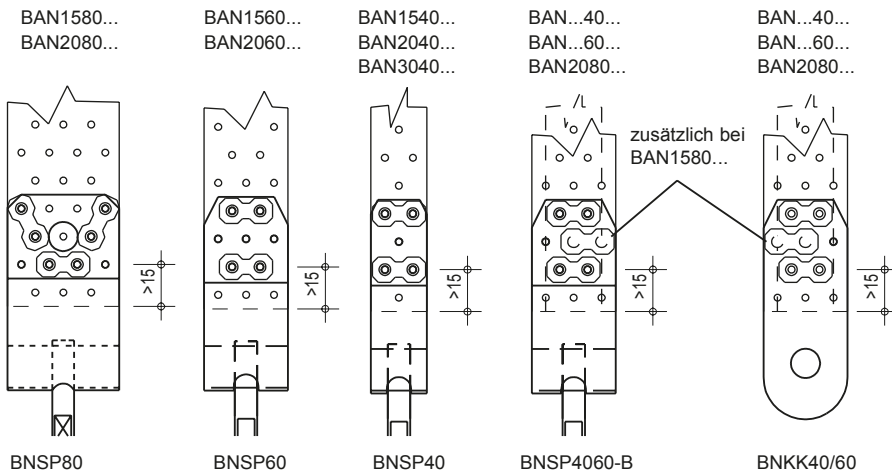 BAN1580...
BAN2080...
BAN1560...
BAN2060...
BAN1540...
BAN2040...
BAN3040...
BAN...40...
BAN...60...
BAN2080...
BAN...40...
BAN...60...
BAN2080...
zusätzlich bei
BAN1580...
>15
>15
>15
>15
>15
BNSP80
BNSP60
BNSP40
BNSP4060-B
BNKK40/60